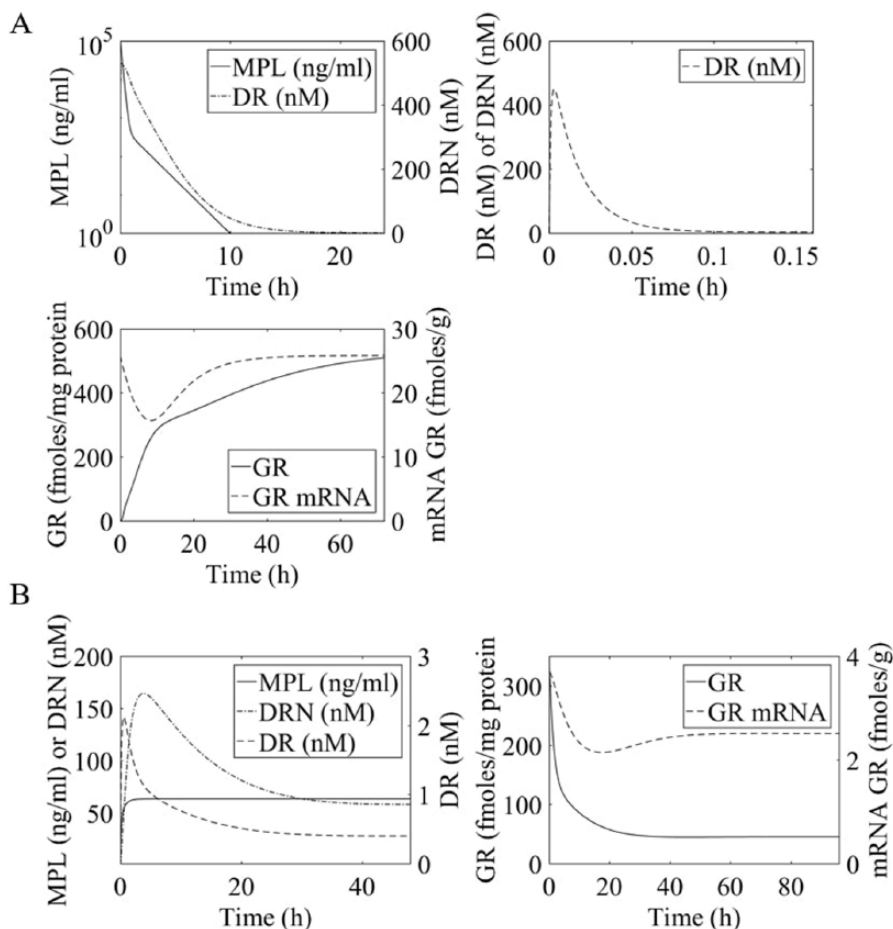 A
MPL (ng/ml)
10^5
10^0
MPL (ng/ml)
DR (nM)
600
400
200
0
DRN (nM)
0 10 20
Time (h)
DR (nM) of DRN (nM)
600
400
200
0
DR (nM)
0 0.05 0.1 0.15
Time (h)
GR (fmoles/mg protein
600
400
200
0
GR
GR mRNA
30
20
10
0
mRNA GR (fmoles/g)
0 20 40 60
Time (h)
B
MPL (ng/ml) or DRN (nM)
200
150
100
50
MPL (ng/ml)
DRN (nM)
DR (nM)
3
2
1
0
DR (nM)
0 20 40
Time (h)
GR (fmoles/mg protein
300
200
100
0
GR
GR mRNA
4
2
0
mRNA GR (fmoles/g)
0 20 40 60 80
Time (h)